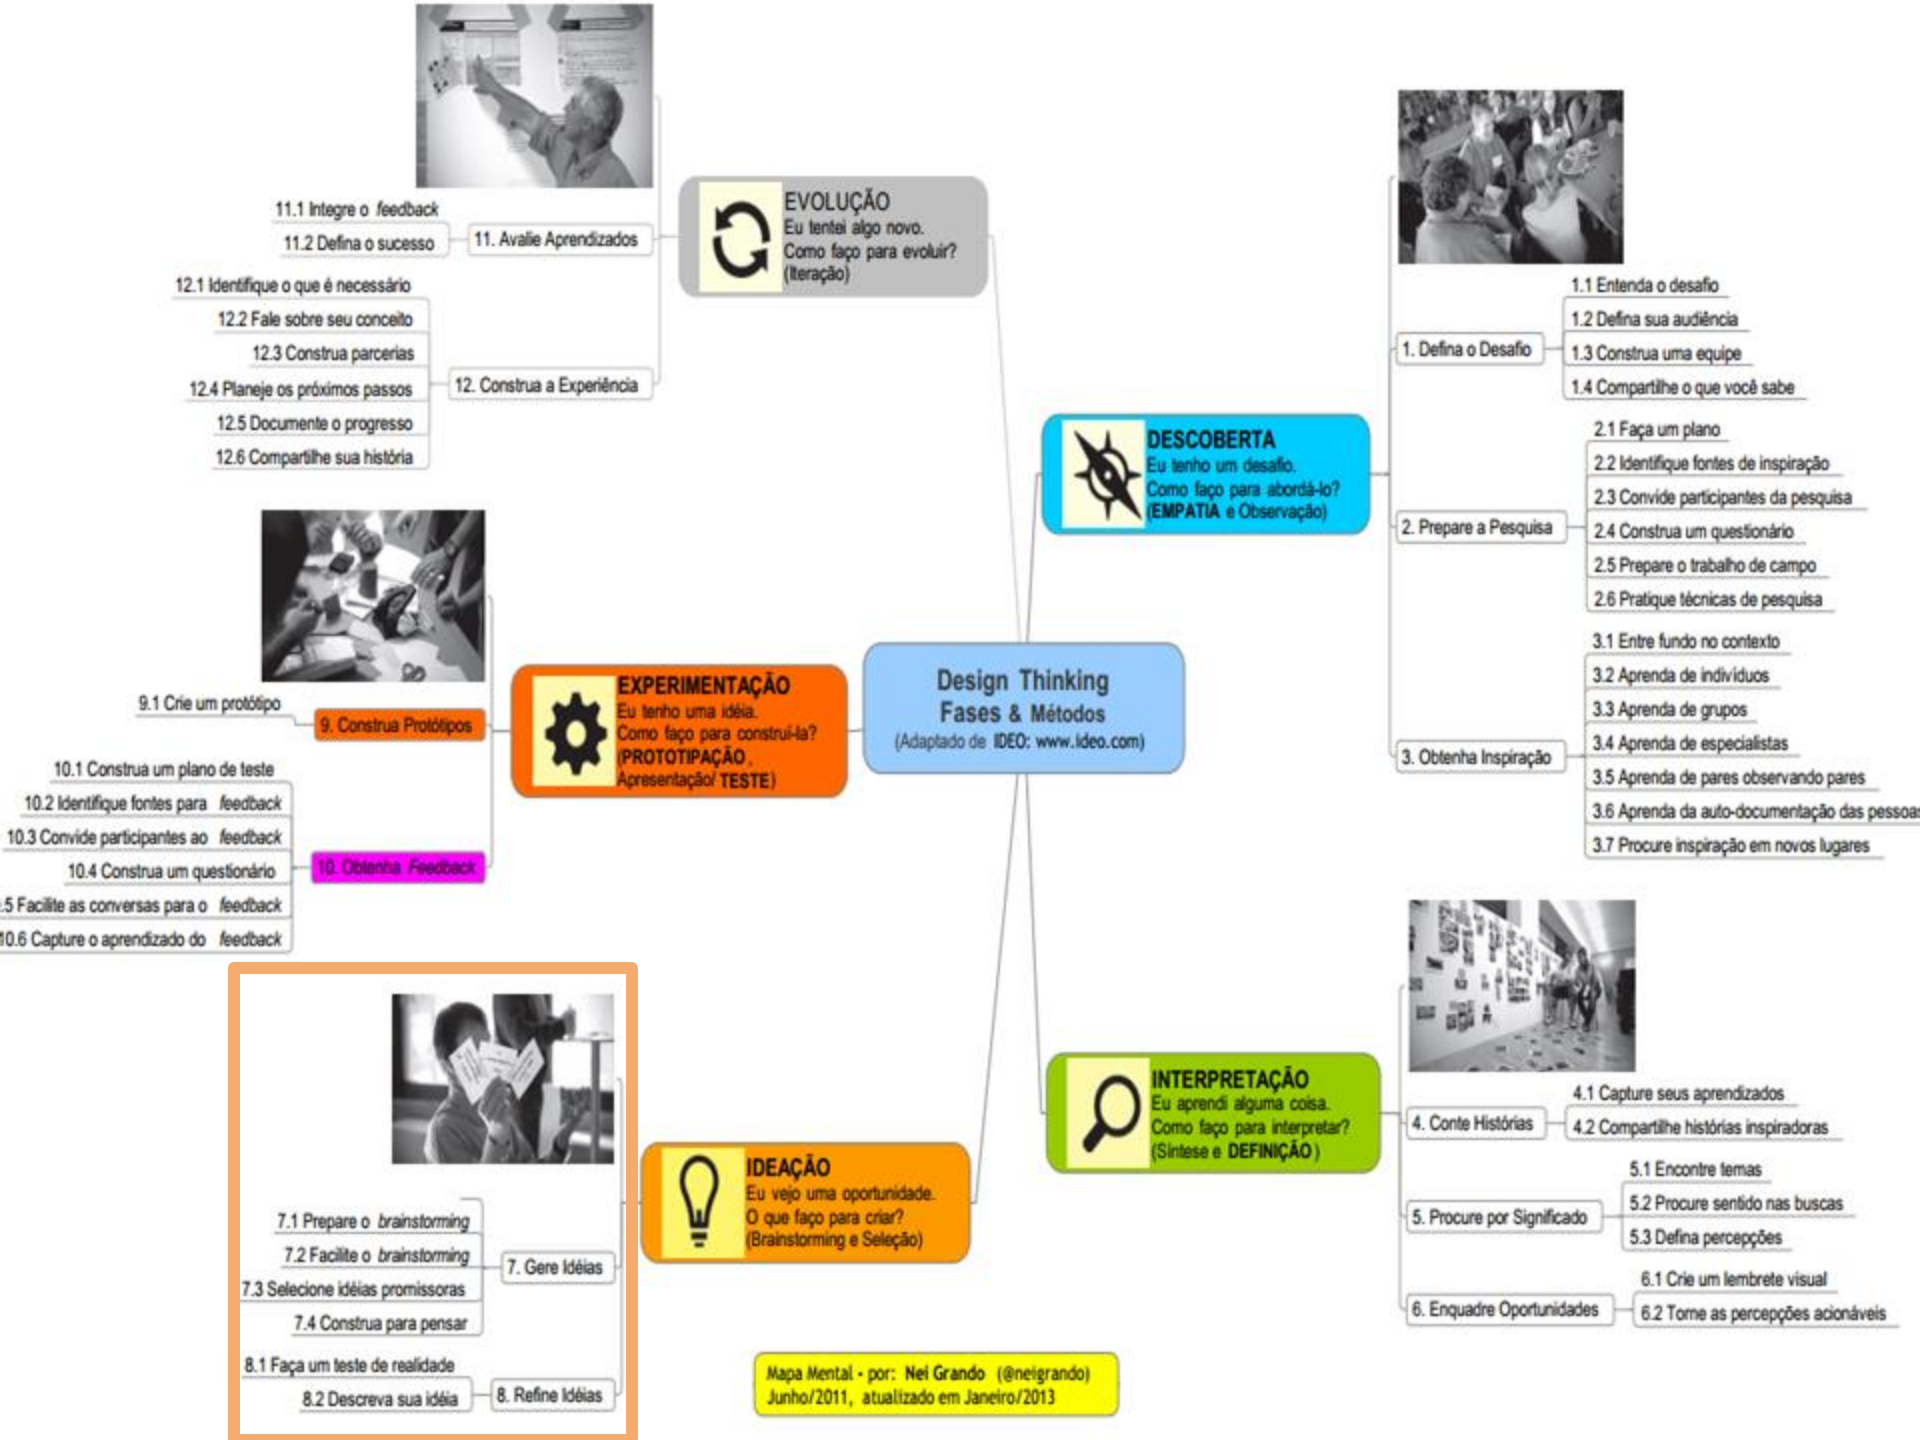 Design Thinking
Fases & Métodos
(Adaptado de IDEO: www.ideo.com)
DESCOBERTA
Eu tenho um desafio.
Como faço para abordá-lo?
(EMPATIA e Observação)
1. Defina o Desafio
1.1 Entenda o desafio
1.2 Defina sua audiência
1.3 Construa uma equipe
1.4 Compartilhe o que você sabe
2. Prepare a Pesquisa
2.1 Faça um plano
2.2 Identifique fontes de inspiração
2.3 Convide participantes da pesquisa
2.4 Construa um questionário
2.5 Prepare o trabalho de campo
2.6 Pratique técnicas de pesquisa
3. Obtenha Inspiração
3.1 Entre fundo no contexto
3.2 Aprenda de indivíduos
3.3 Aprenda de grupos
3.4 Aprenda de especialistas
3.5 Aprenda de pares observando pares
3.6 Aprenda da auto-documentação das pessoas
3.7 Procure inspiração em novos lugares
INTERPRETAÇÃO
Eu aprendi alguma coisa.
Como faço para interpretar?
(Síntese e DEFINIÇÃO)
4. Conte Histórias
4.1 Capture seus aprendizados
4.2 Compartilhe histórias inspiradoras
5. Procure por Significado
5.1 Encontre temas
5.2 Procure sentido nas buscas
5.3 Defina percepções
6. Enquadre Oportunidades
6.1 Crie um lembrete visual
6.2 Torne as percepções acionáveis
IDEAÇÃO
Eu vejo uma oportunidade.
O que faço para criar?
(Brainstorming e Seleção)
7. Gere Idéias
7.1 Prepare o brainstorming
7.2 Facilite o brainstorming
7.3 Selecione idéias promissoras
7.4 Construa para pensar
8. Refine Idéias
8.1 Faça um teste de realidade
8.2 Descreva sua idéia
EXPERIMENTAÇÃO
Eu tenho uma idéia.
Como faço para construí-la?
(PROTOTIPAÇÃO,
Apresentação/ TESTE)
9. Construa Protótipos
9.1 Crie um protótipo
10. Obtenha Feedback
10.1 Construa um plano de teste
10.2 Identifique fontes para feedback
10.3 Convide participantes ao feedback
10.4 Construa um questionário
.5 Facilite as conversas para o feedback
10.6 Capture o aprendizado do feedback
EVOLUÇÃO
Eu tentei algo novo.
Como faço para evoluir?
(Iteração)
11. Avalie Aprendizados
11.1 Integre o feedback
11.2 Defina o sucesso
12. Construa a Experiência
12.1 Identifique o que é necessário
12.2 Fale sobre seu conceito
12.3 Construa parcerias
12.4 Planeje os próximos passos
12.5 Documente o progresso
12.6 Compartilhe sua história
Mapa Mental - por: Nei Grando (@neigrando)
Junho/2011, atualizado em Janeiro/2013